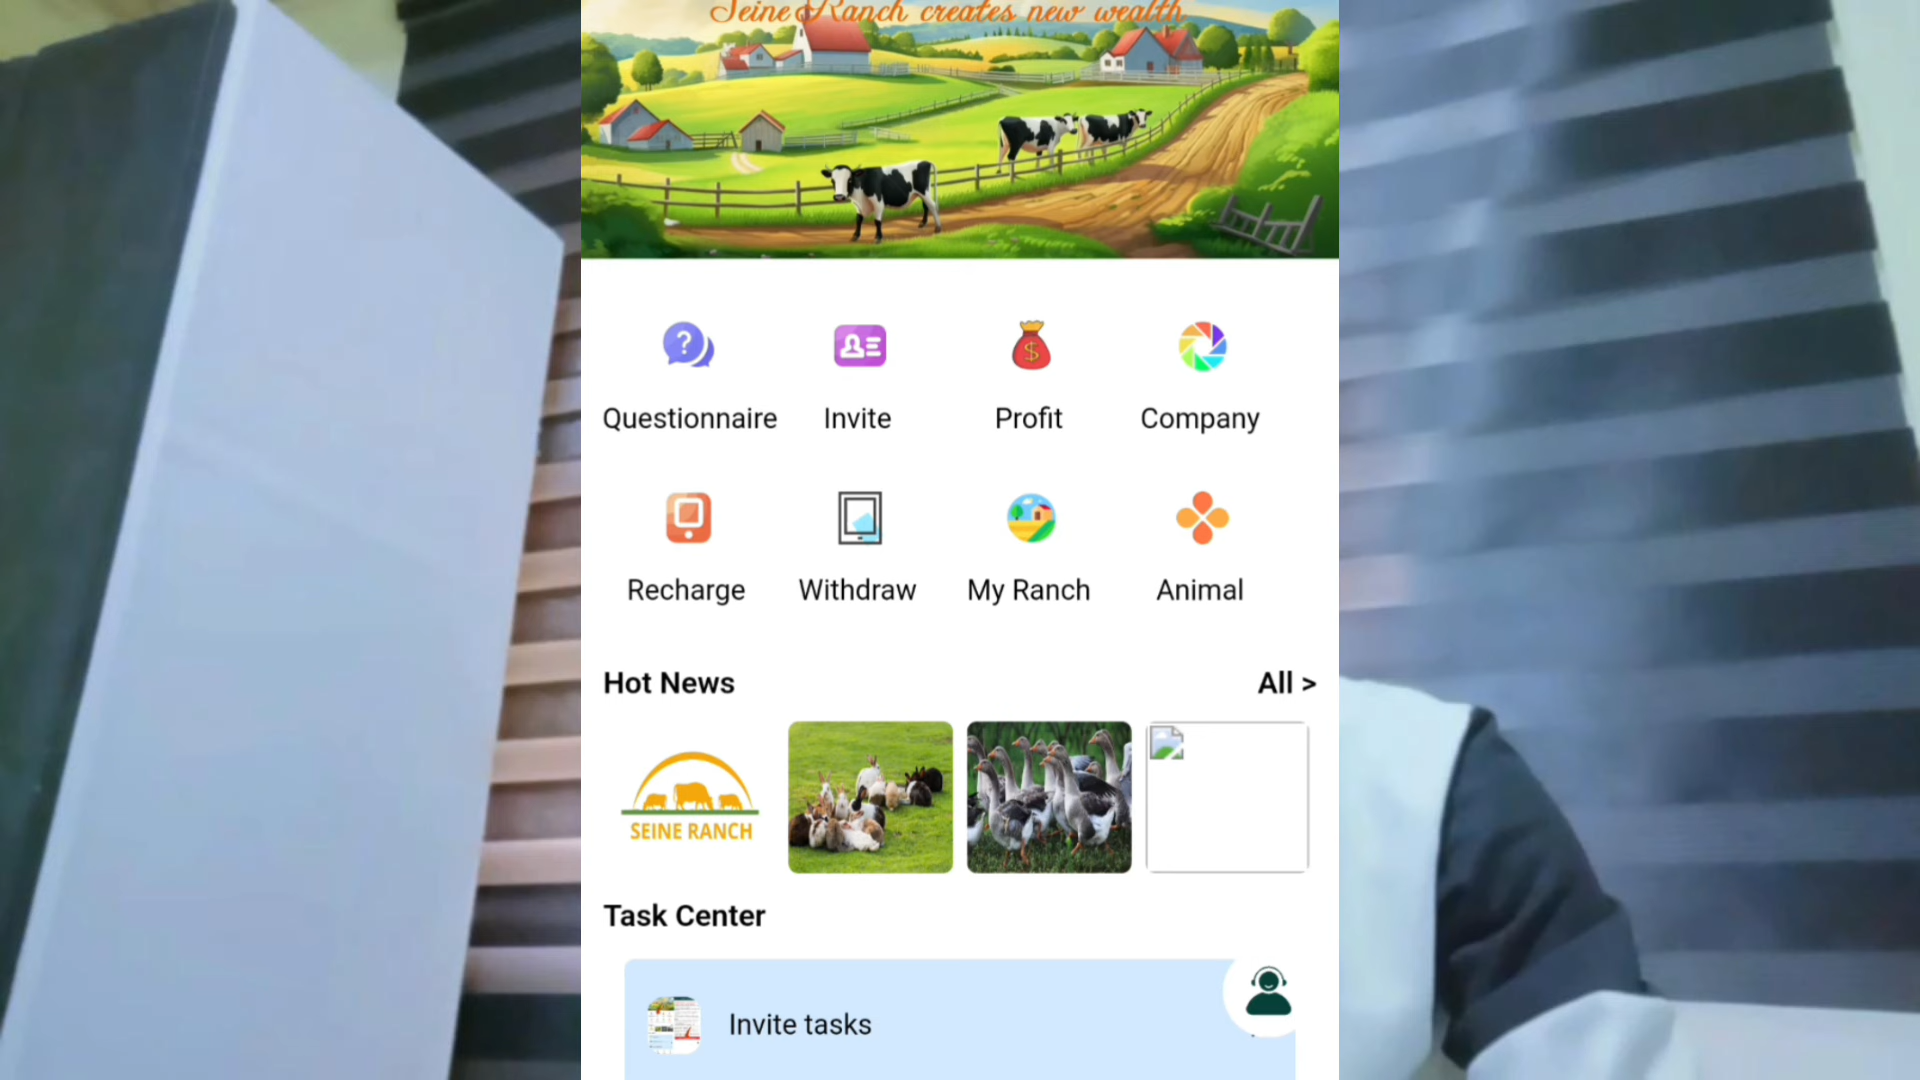 Seine Ranch creates new wealth
Questionnaire Invite Profit Company
Recharge Withdraw My Ranch Animal
Hot News All >
SEINE RANCH
Task Center
Invite tasks